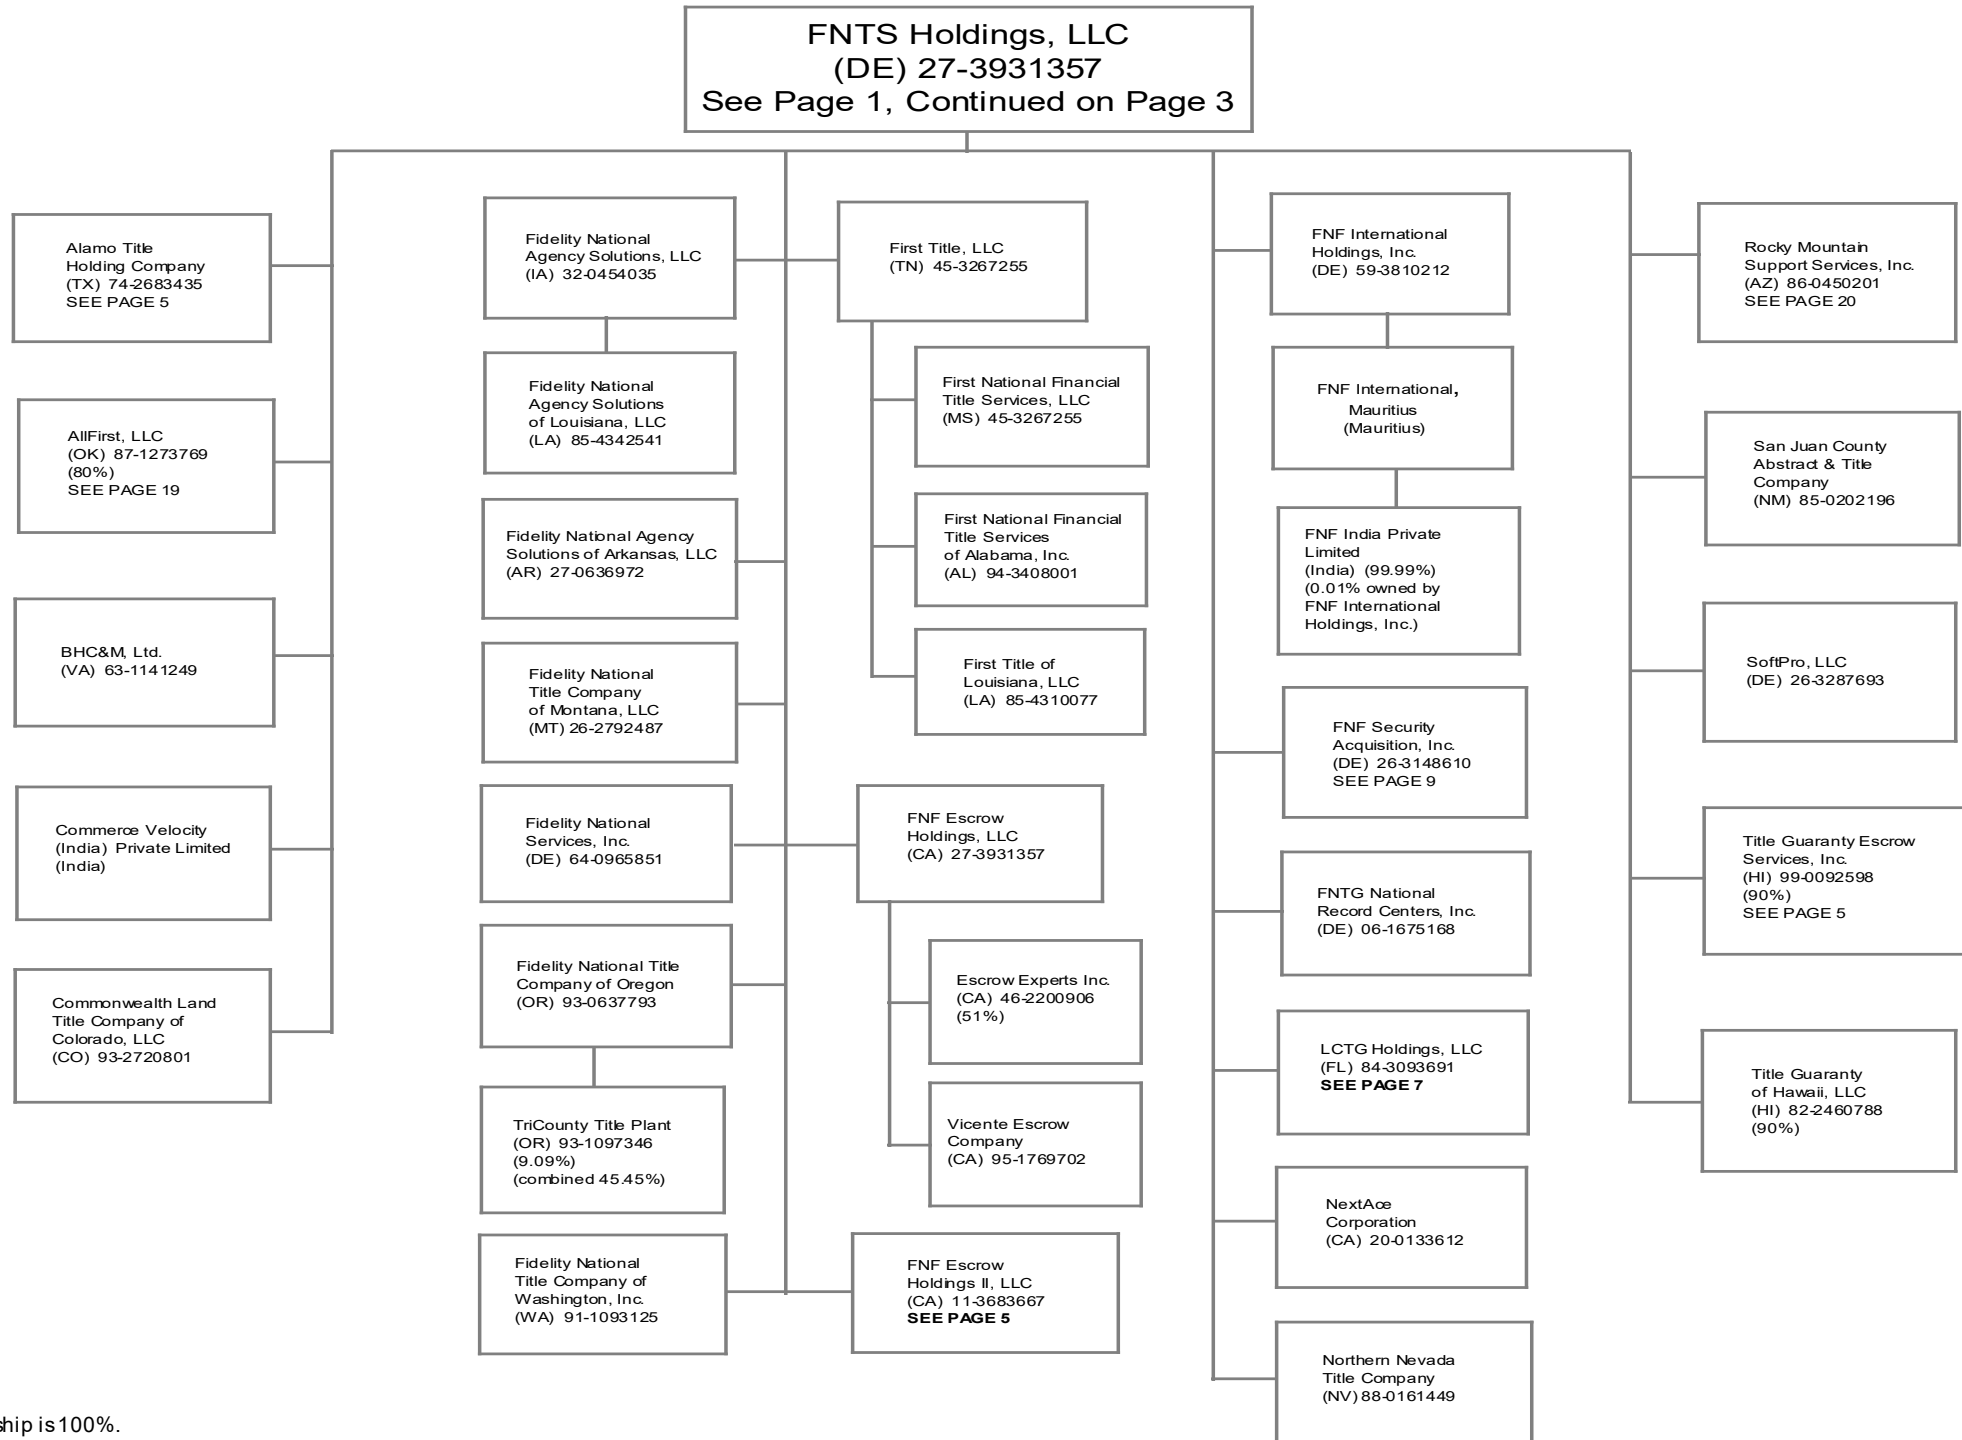 FNTS Holdings, LLC
(DE) 27-3931357
See Page 1, Continued on Page 3
Alamo Title
Holding Company
(TX) 74-2683435
SEE PAGE 5
AllFirst, LLC
(OK) 87-1273769
(80%)
SEE PAGE 19
BHC&M, Ltd.
(VA) 63-1141249
Commerce Velocity
(India) Private Limited
(India)
Commonwealth Land
Title Company of
Colorado, LLC
(CO) 93-2720801
Fidelity National
Agency Solutions, LLC
(IA) 32-0454035
Fidelity National
Agency Solutions
of Louisiana, LLC
(LA) 85-4342541
Fidelity National Agency
Solutions of Arkansas, LLC
(AR) 27-0636972
Fidelity National
Title Company
of Montana, LLC
(MT) 26-2792487
Fidelity National
Services, Inc.
(DE) 64-0965851
Fidelity National Title
Company of Oregon
(OR) 93-0637793
TriCounty Title Plant
(OR) 93-1097346
(9.09%)
(combined 45.45%)
Fidelity National
Title Company of
Washington, Inc.
(WA) 91-1093125
First Title, LLC
(TN) 45-3267255
First National Financial
Title Services, LLC
(MS) 45-3267255
First National Financial
Title Services
of Alabama, Inc.
(AL) 94-3408001
First Title of
Louisiana, LLC
(LA) 85-4310077
FNF Escrow
Holdings, LLC
(CA) 27-3931357
Escrow Experts Inc.
(CA) 46-2200906
(51%)
Vicente Escrow
Company
(CA) 95-1769702
FNF Escrow
Holdings II, LLC
(CA) 11-3683667
SEE PAGE 5
FNF International
Holdings, Inc.
(DE) 59-3810212
FNF International,
Mauritius
(Mauritius)
FNF India Private
Limited
(India) (99.99%)
(0.01% owned by
FNF International
Holdings, Inc.)
FNF Security
Acquisition, Inc.
(DE) 26-3148610
SEE PAGE 9
FNTG National
Record Centers, Inc.
(DE) 06-1675168
LCTG Holdings, LLC
(FL) 84-3093691
SEE PAGE 7
NextAce
Corporation
(CA) 20-0133612
Northern Nevada
Title Company
(NV) 88-0161449
Rocky Mountain
Support Services, Inc.
(AZ) 86-0450201
SEE PAGE 20
San Juan County
Abstract & Title
Company
(NM) 85-0202196
SoftPro, LLC
(DE) 26-3287693
Title Guaranty Escrow
Services, Inc.
(HI) 99-0092598
(90%)
SEE PAGE 5
Title Guaranty
of Hawaii, LLC
(HI) 82-2460788
(90%)
is 100%.